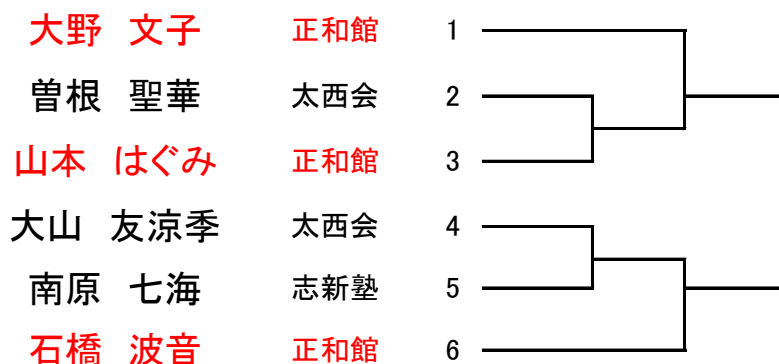 大野 文子 正和館 1
曽根 聖華 太西会 2
山本 はぐみ 正和館 3
大山 友涼季 太西会 4
南原 七海 志新塾 5
石橋 波音 正和館 6